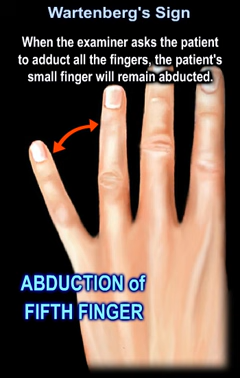 Wartenberg's Sign
When the examiner asks the patient
to adduct all the fingers, the patient's
small finger will remain abducted.
ABDUCTION of
FIFTH FINGER